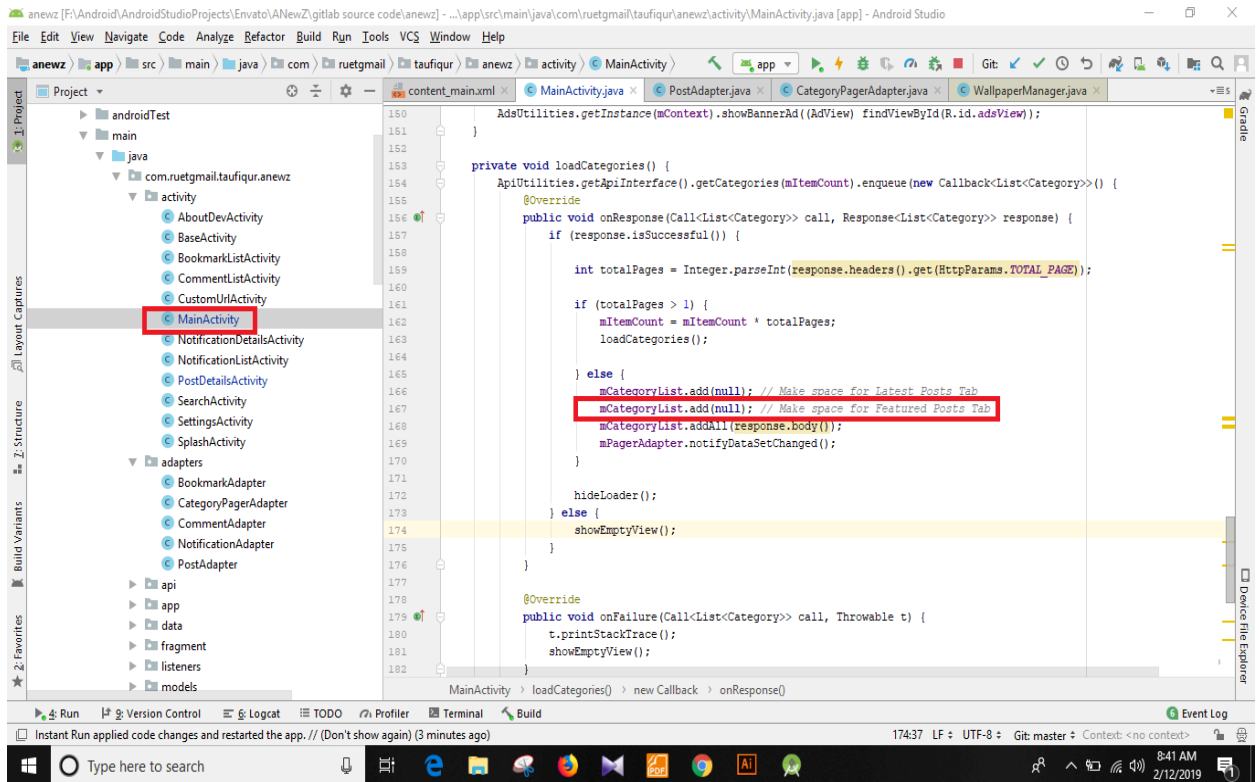 anewz [F:\Android\AndroidStudioProjects\Envato\ANewZ\gitlab source code\anewz] - ...\app\src\main\java\com\ruetgmail\taufiqur\anewz\activity\MainActivity.java [app] - Android Studio
File Edit View Navigate Code Analyze Refactor Build Run Tools VCS Window Help
anewz app src main java com ruetgmail taufiqur anewz activity MainActivity app Git:
Project
content_main.xml MainActivity.java PostAdapter.java CategoryPagerAdapter.java WallpaperManager.java
1: Project
Layout Captures
Z: Structure
Build Variants
2: Favorites
androidTest
main
java
com.ruetgmail.taufiqur.anewz
activity
AboutDevActivity
BaseActivity
BookmarkListActivity
CommentListActivity
CustomUrlActivity
MainActivity
NotificationDetailsActivity
NotificationListActivity
PostDetailsActivity
SearchActivity
SettingsActivity
SplashActivity
adapters
BookmarkAdapter
CategoryPagerAdapter
CommentAdapter
NotificationAdapter
PostAdapter
api
app
data
fragment
listeners
models
150 AdsUtilities.getInstance(mContext).showBannerAd((AdView) findViewById(R.id.adsView));
151 }
152
153 private void loadCategories() {
154 ApiUtilities.getApiInterface().getCategories(mItemCount).enqueue(new Callback<List<Category>>() {
155 @Override
156 public void onResponse(Call<List<Category>> call, Response<List<Category>> response) {
157 if (response.isSuccessful()) {
158
159 int totalPages = Integer.parseInt(response.headers().get(HttpParams.TOTAL_PAGE));
160
161 if (totalPages > 1) {
162 mItemCount = mItemCount * totalPages;
163 loadCategories();
164
165 } else {
166 mCategoryList.add(null); // Make space for Latest Posts Tab
167 mCategoryList.add(null); // Make space for Featured Posts Tab
168 mCategoryList.addAll(response.body());
169 mPagerAdapter.notifyDataSetChanged();
170 }
171
172 hideLoader();
173 } else {
174 showEmptyView();
175 }
176 }
177
178 @Override
179 public void onFailure(Call<List<Category>> call, Throwable t) {
180 t.printStackTrace();
181 showEmptyView();
182 }
Gradle
Device File Explorer
MainActivity > loadCategories() > new Callback > onResponse()
4: Run 9: Version Control 6: Logcat TODO Profiler Terminal Build Event Log
Instant Run applied code changes and restarted the app. // (Don't show again) (3 minutes ago) 174:37 LF UTF-8 Git: master Context: <no context>
Type here to search
Ai
8:41 AM
2/12/2019